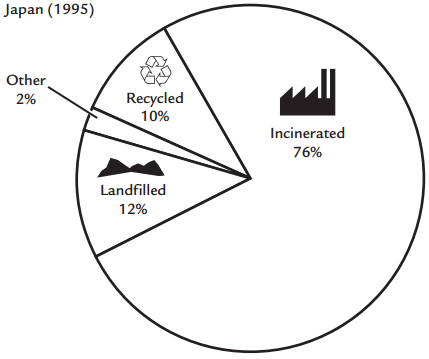 Japan (1995)
Other
2%
Recycled
10%
Incinerated
76%
Landfilled
12%